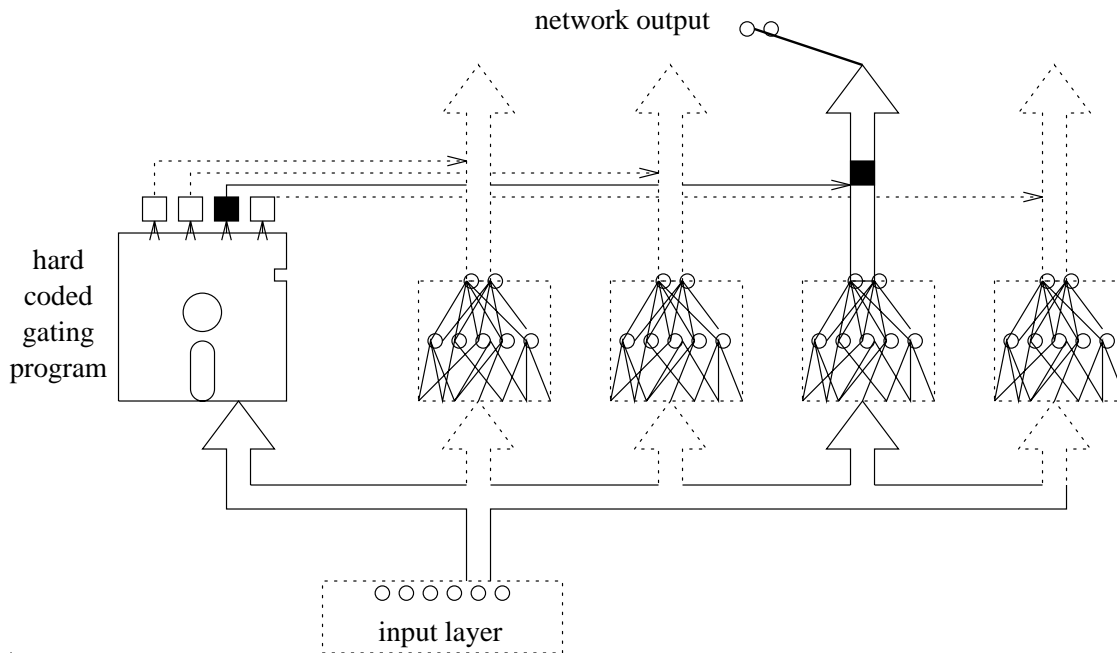 network output
hard
coded
gating
program
input layer